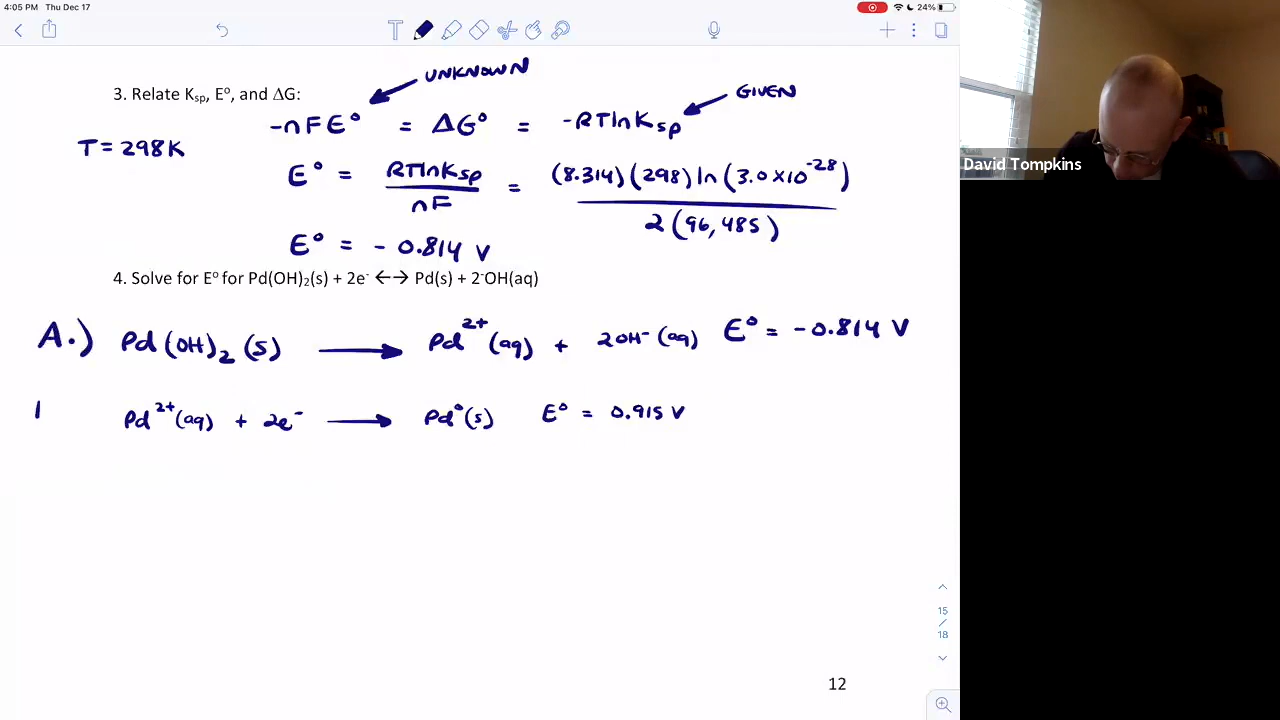 4:05 PM Thu Dec 17
24%
UNKNOWN
3. Relate Ksp, Eº, and ΔG:
GIVEN
-nFE° = ΔG° = -RTlnKsp
T = 298K
E° = RTlnKsp / nF = (8.314)(298)ln(3.0×10⁻²⁸) / 2(96,485)
E° = -0.814 V
4. Solve for Eº for Pd(OH)₂(s) + 2e⁻ ←→ Pd(s) + 2⁻OH(aq)
A.) Pd(OH)₂(s) ⟶ Pd²⁺(aq) + 2OH⁻(aq) E° = -0.814 V
Pd²⁺(aq) + 2e⁻ ⟶ Pd°(s) E° = 0.915 V
David Tompkins
15
/
18
12